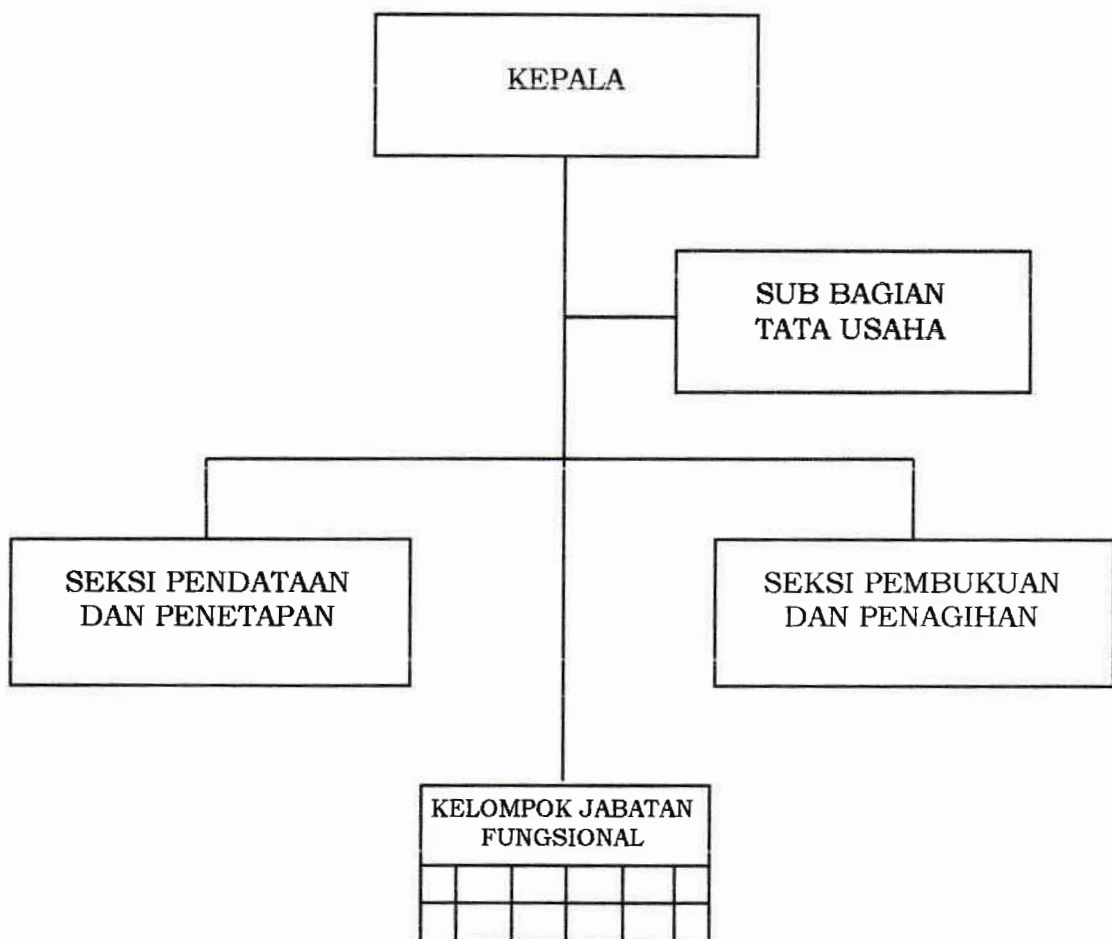 KEPALA
SUB BAGIAN
TATA USAHA
SEKSI PENDATAAN
DAN PENETAPAN
SEKSI PEMBUKUAN
DAN PENAGIHAN
KELOMPOK JABATAN
FUNGSIONAL